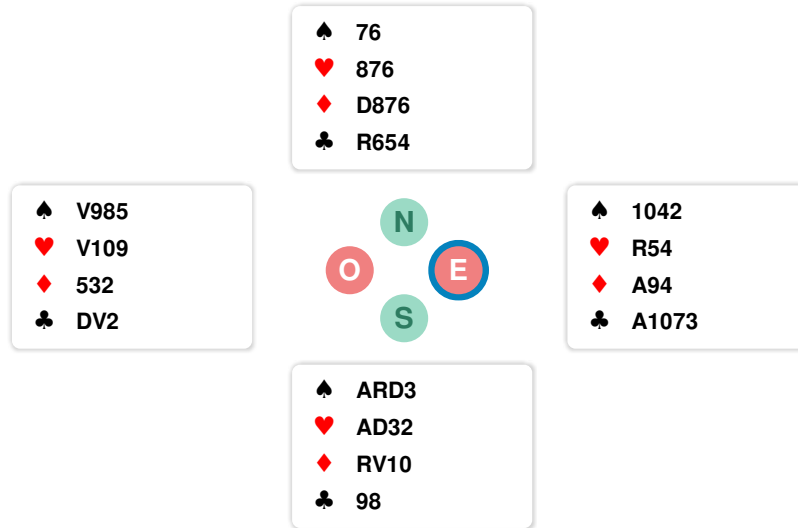 ♠ 76
♥ 876
♦ D876
♣ R654
♠ V985
♥ V109
♦ 532
♣ DV2
N
O
E
S
♠ 1042
♥ R54
♦ A94
♣ A1073
♠ ARD3
♥ AD32
♦ RV10
♣ 98